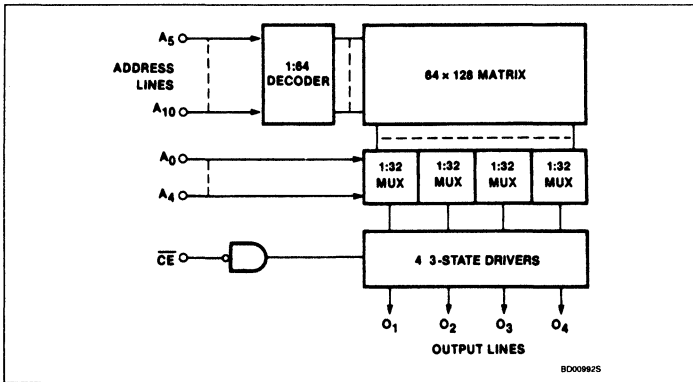 A5
ADDRESS
LINES
A10
1:64
DECODER
64 × 128 MATRIX
A0
A4
1:32
MUX
1:32
MUX
1:32
MUX
1:32
MUX
CE
4 3-STATE DRIVERS
O1 O2 O3 O4
OUTPUT LINES
BD00992S